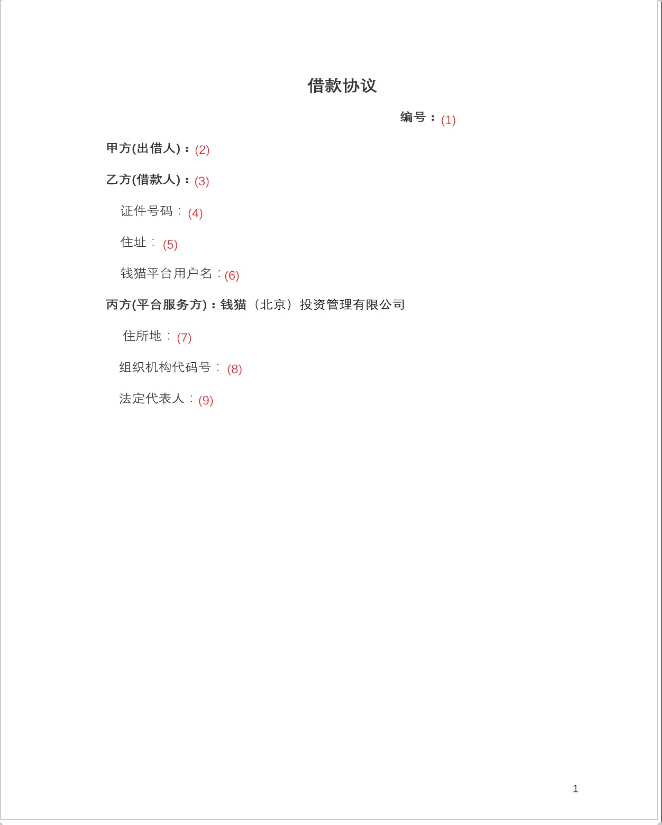 借款协议
编号：(1)
甲方(出借人)：(2)
乙方(借款人)：(3)
证件号码：(4)
住址：(5)
钱猫平台用户名：(6)
丙方(平台服务方)：钱猫（北京）投资管理有限公司
住所地：(7)
组织机构代码号：(8)
法定代表人：(9)
1